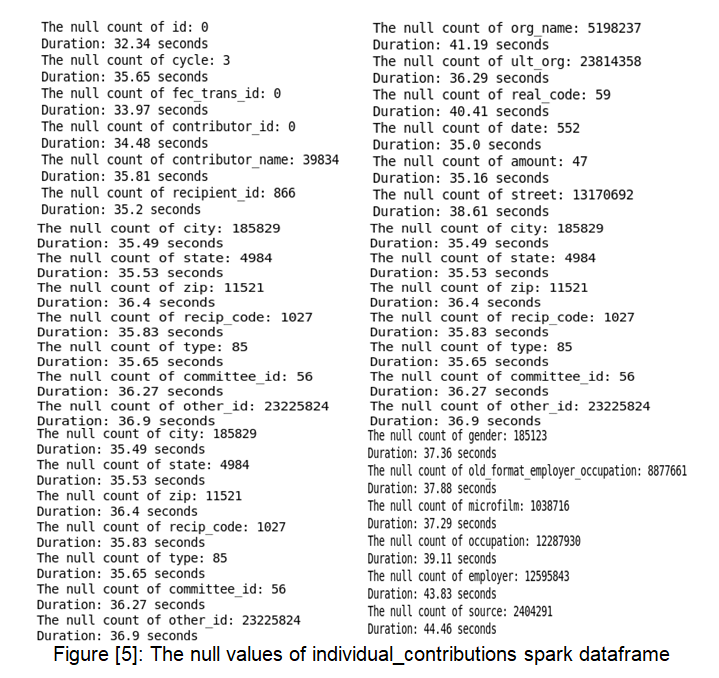 The null count of id: 0
Duration: 32.34 seconds
The null count of cycle: 3
Duration: 35.65 seconds
The null count of fec_trans_id: 0
Duration: 33.97 seconds
The null count of contributor_id: 0
Duration: 34.48 seconds
The null count of contributor_name: 39834
Duration: 35.81 seconds
The null count of recipient_id: 866
Duration: 35.2 seconds
The null count of city: 185829
Duration: 35.49 seconds
The null count of state: 4984
Duration: 35.53 seconds
The null count of zip: 11521
Duration: 36.4 seconds
The null count of recip_code: 1027
Duration: 35.83 seconds
The null count of type: 85
Duration: 35.65 seconds
The null count of committee_id: 56
Duration: 36.27 seconds
The null count of other_id: 23225824
Duration: 36.9 seconds
The null count of city: 185829
Duration: 35.49 seconds
The null count of state: 4984
Duration: 35.53 seconds
The null count of zip: 11521
Duration: 36.4 seconds
The null count of recip_code: 1027
Duration: 35.83 seconds
The null count of type: 85
Duration: 35.65 seconds
The null count of committee_id: 56
Duration: 36.27 seconds
The null count of other_id: 23225824
Duration: 36.9 seconds
The null count of org_name: 5198237
Duration: 41.19 seconds
The null count of ult_org: 23814358
Duration: 36.29 seconds
The null count of real_code: 59
Duration: 40.41 seconds
The null count of date: 552
Duration: 35.0 seconds
The null count of amount: 47
Duration: 35.16 seconds
The null count of street: 13170692
Duration: 38.61 seconds
The null count of city: 185829
Duration: 35.49 seconds
The null count of state: 4984
Duration: 35.53 seconds
The null count of zip: 11521
Duration: 36.4 seconds
The null count of recip_code: 1027
Duration: 35.83 seconds
The null count of type: 85
Duration: 35.65 seconds
The null count of committee_id: 56
Duration: 36.27 seconds
The null count of other_id: 23225824
Duration: 36.9 seconds
The null count of gender: 185123
Duration: 37.36 seconds
The null count of old_format_employer_occupation: 8877661
Duration: 37.88 seconds
The null count of microfilm: 1038716
Duration: 37.29 seconds
The null count of occupation: 12287930
Duration: 39.11 seconds
The null count of employer: 12595843
Duration: 43.83 seconds
The null count of source: 2404291
Duration: 44.46 seconds
Figure [5]: The null values of individual_contributions spark dataframe